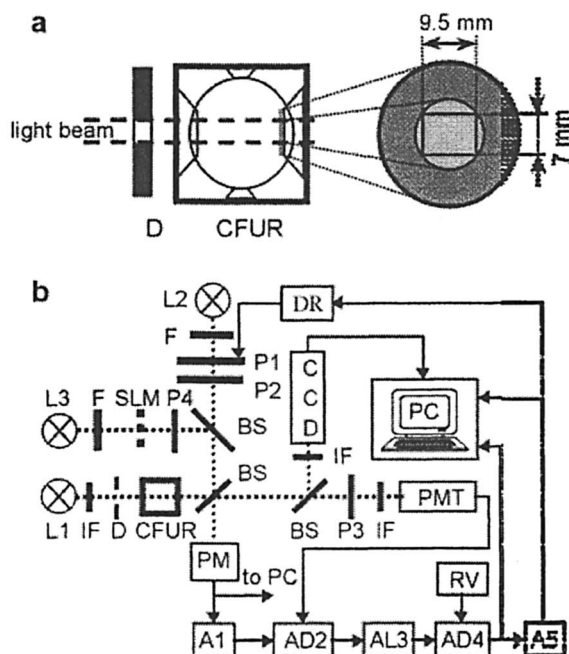 a
9.5 mm
light beam
7 mm
D
CFUR
b
L2
DR
F
P1
P2
CCD
PC
L3
F
SLM
P4
BS
IF
BS
L1
IF
D
CFUR
BS
P3
IF
PMT
PM
to PC
RV
A1
AD2
AL3
AD4
A5